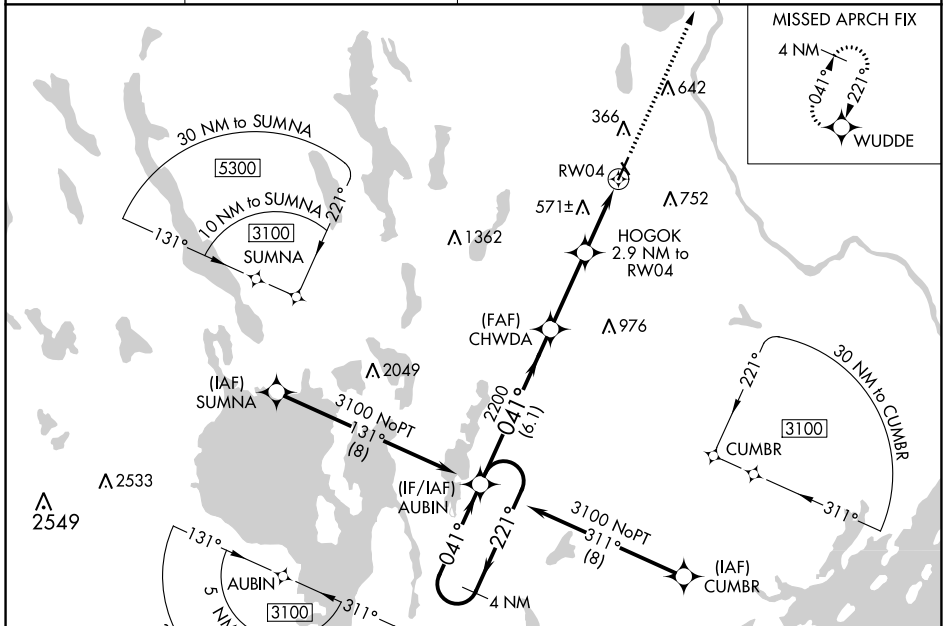 MISSED APRCH FIX
4 NM
041°
221°
WUDDE
642
366
RW04
571±
752
HOGOK
2.9 NM to
RW04
1362
30 NM to SUMNA
5300
10 NM to SUMNA
3100
131°
221°
SUMNA
(FAF)
CHWDA
976
2049
(IAF)
SUMNA
3100 NoPT
131°
(8)
2200
041°
(6.1)
30 NM to CUMBR
221°
3100
CUMBR
311°
2533
2549
(IF/IAF)
AUBIN
041°
221°
4 NM
3100 NoPT
311°
(8)
(IAF)
CUMBR
131°
AUBIN
311°
5 NM
3100